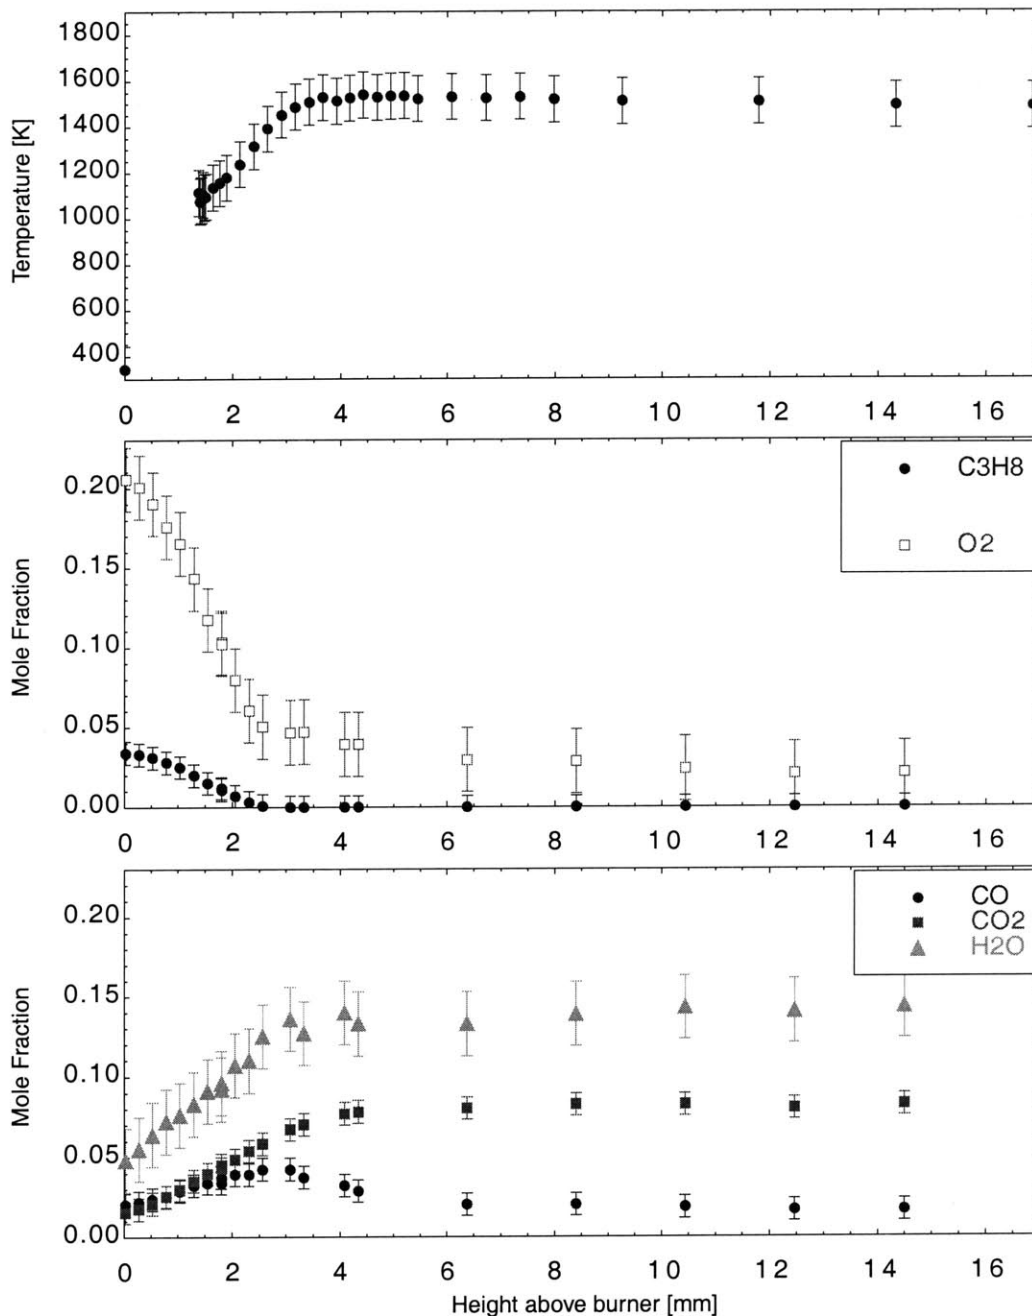 Temperature [K]
1800
1600
1400
1200
1000
800
600
400
0 2 4 6 8 10 12 14 16
Mole Fraction
0.20
0.15
0.10
0.05
0.00
C3H8
O2
0 2 4 6 8 10 12 14 16
Mole Fraction
0.20
0.15
0.10
0.05
0.00
CO
CO2
H2O
0 2 4 6 8 10 12 14 16
Height above burner [mm]